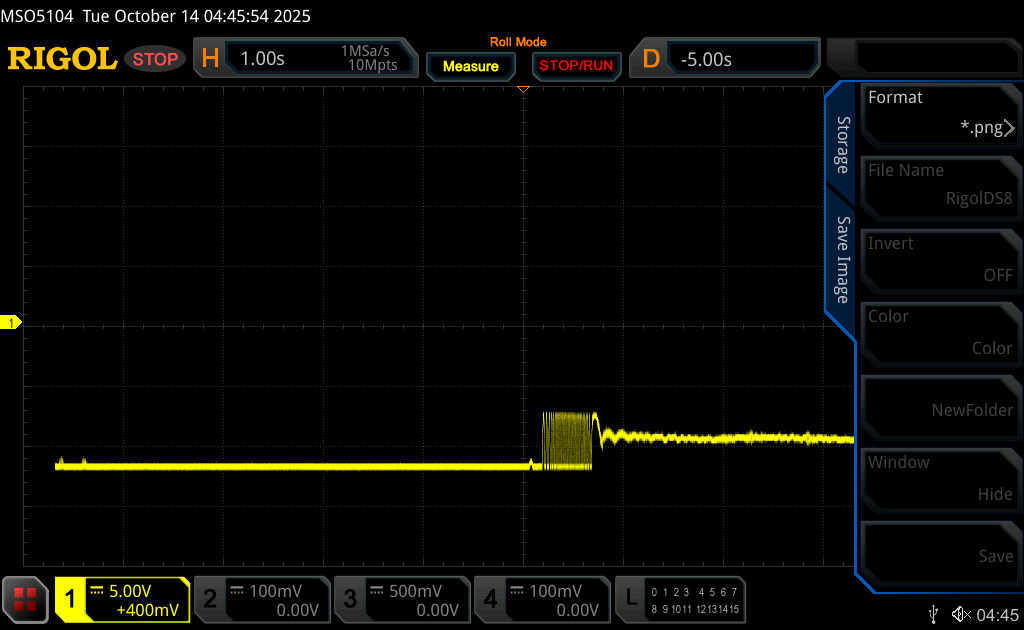 MSO5104 Tue October 14 04:45:54 2025
RIGOL STOP H 1.00s 1MSa/s 10Mpts Roll Mode Measure STOP/RUN D -5.00s
Format
*.png
File Name
RigolDS8
Invert
OFF
Color
Color
NewFolder
Window
Hide
Save
Storage
Save Image
1
1 5.00V +400mV
2 100mV 0.00V
3 500mV 0.00V
4 100mV 0.00V
L 0 1 2 3 4 5 6 7
8 9 10 11 12 13 14 15
04:45